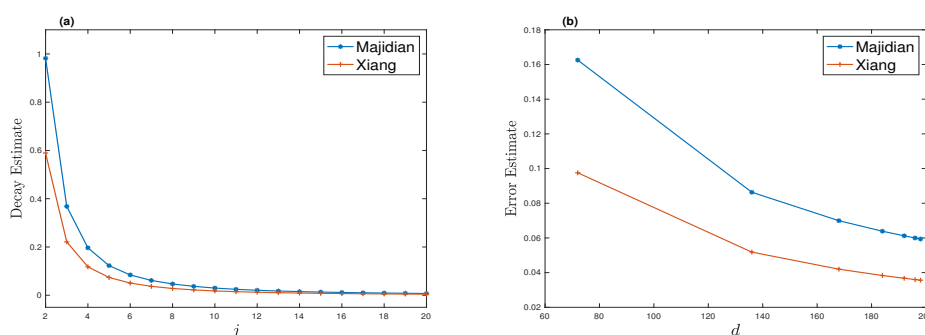 (a)
Majidian
Xiang
Decay Estimate
1
0.8
0.6
0.4
0.2
0
2 4 6 8 10 12 14 16 18 20
j
(b)
Majidian
Xiang
Error Estimate
0.18
0.16
0.14
0.12
0.1
0.08
0.06
0.04
0.02
60 80 100 120 140 160 180
d